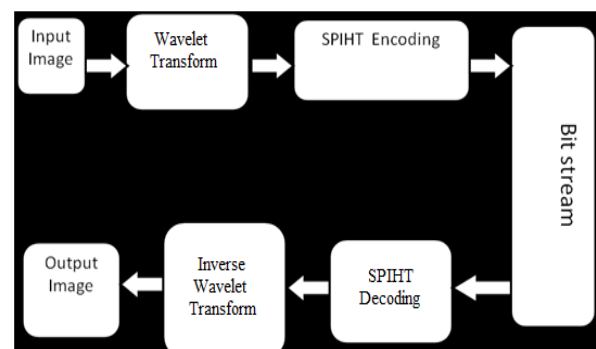 Input
Image
Wavelet
Transform
SPIHT Encoding
Bit stream
Output
Image
Inverse
Wavelet
Transform
SPIHT
Decoding